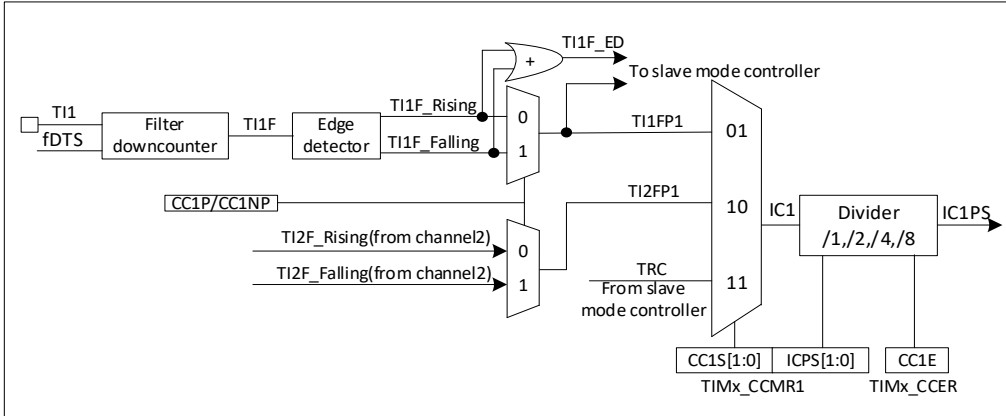 TI1F_ED
To slave mode controller
TI1
fDTS
Filter
downcounter
TI1F
Edge
detector
TI1F_Rising
TI1F_Falling
+
0
1
TI1FP1
01
CC1P/CC1NP
TI2FP1
10
TI2F_Rising(from channel2)
TI2F_Falling(from channel2)
0
1
TRC
From slave
mode controller
11
IC1
Divider
/1,/2,/4,/8
IC1PS
CC1S[1:0]
ICPS[1:0]
CC1E
TIMx_CCMR1
TIMx_CCER